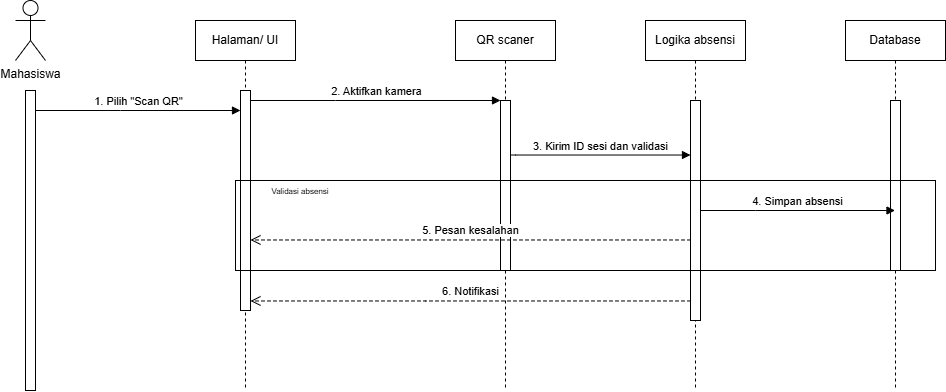 Halaman/ UI
QR scaner
Logika absensi
Database
Mahasiswa
1. Pilih "Scan QR"
2. Aktifkan kamera
3. Kirim ID sesi dan validasi
Validasi absensi
4. Simpan absensi
5. Pesan kesalahan
6. Notifikasi